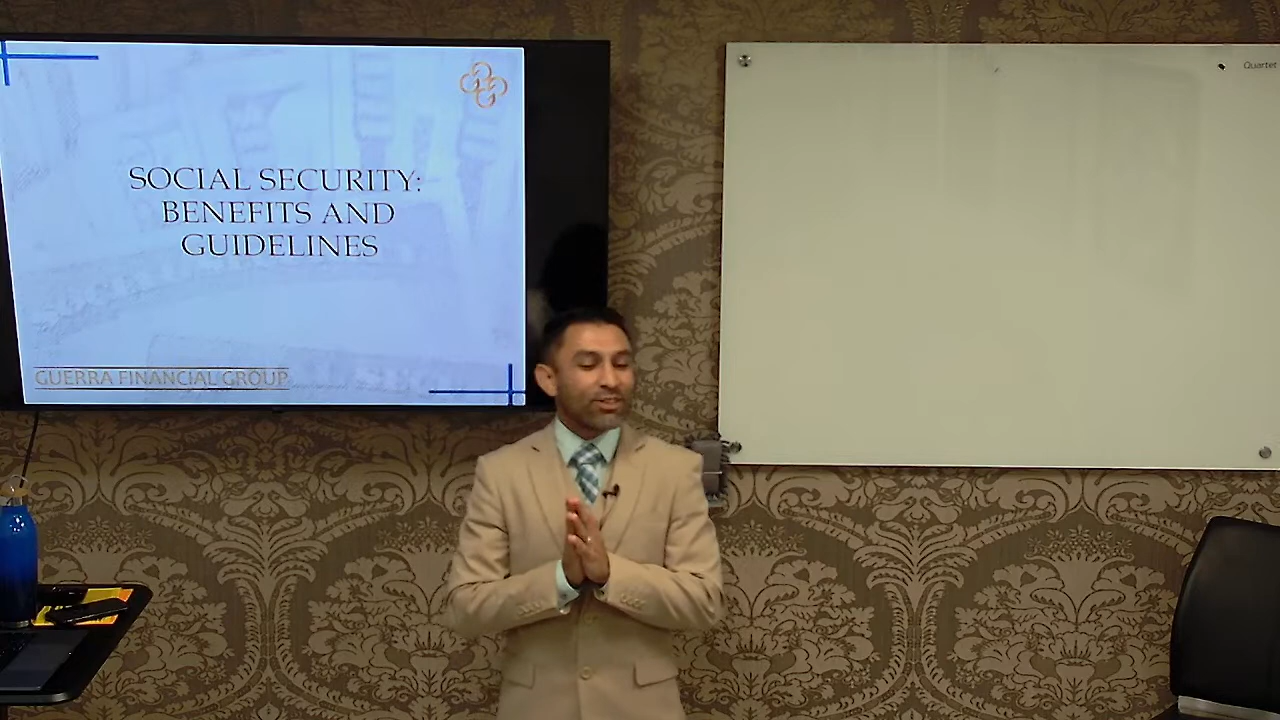 SOCIAL SECURITY:
BENEFITS AND
GUIDELINES
GUERRA FINANCIAL GROUP
Quartet